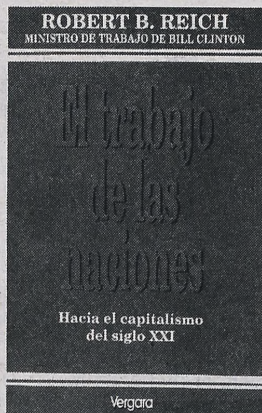 ROBERT B. REICH
MINISTRO DE TRABAJO DE BILL CLINTON
El trabajo
de las
naciones
Hacia el capitalismo
del siglo XXI
Vergara